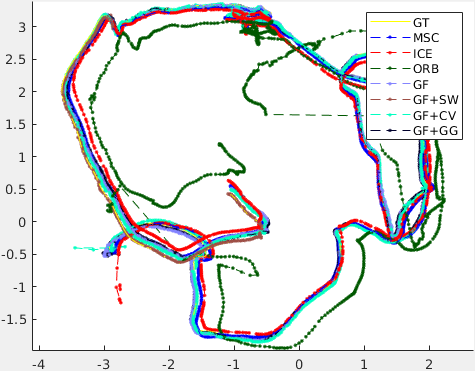 GT
MSC
ICE
ORB
GF
GF+SW
GF+CV
GF+GG
3
2.5
2
1.5
1
0.5
0
-0.5
-1
-1.5
-4 -3 -2 -1 0 1 2